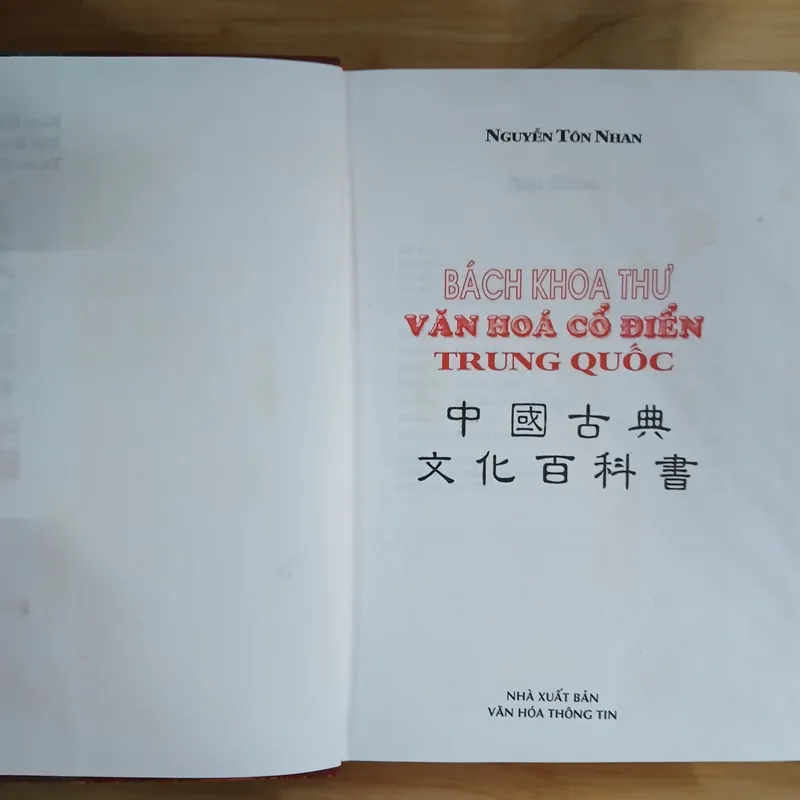 NGUYỄN TÔN NHAN
BÁCH KHOA THƯ
VĂN HOÁ CỔ ĐIỂN
TRUNG QUỐC
中國古典
文化百科書
NHÀ XUẤT BẢN
VĂN HÓA THÔNG TIN